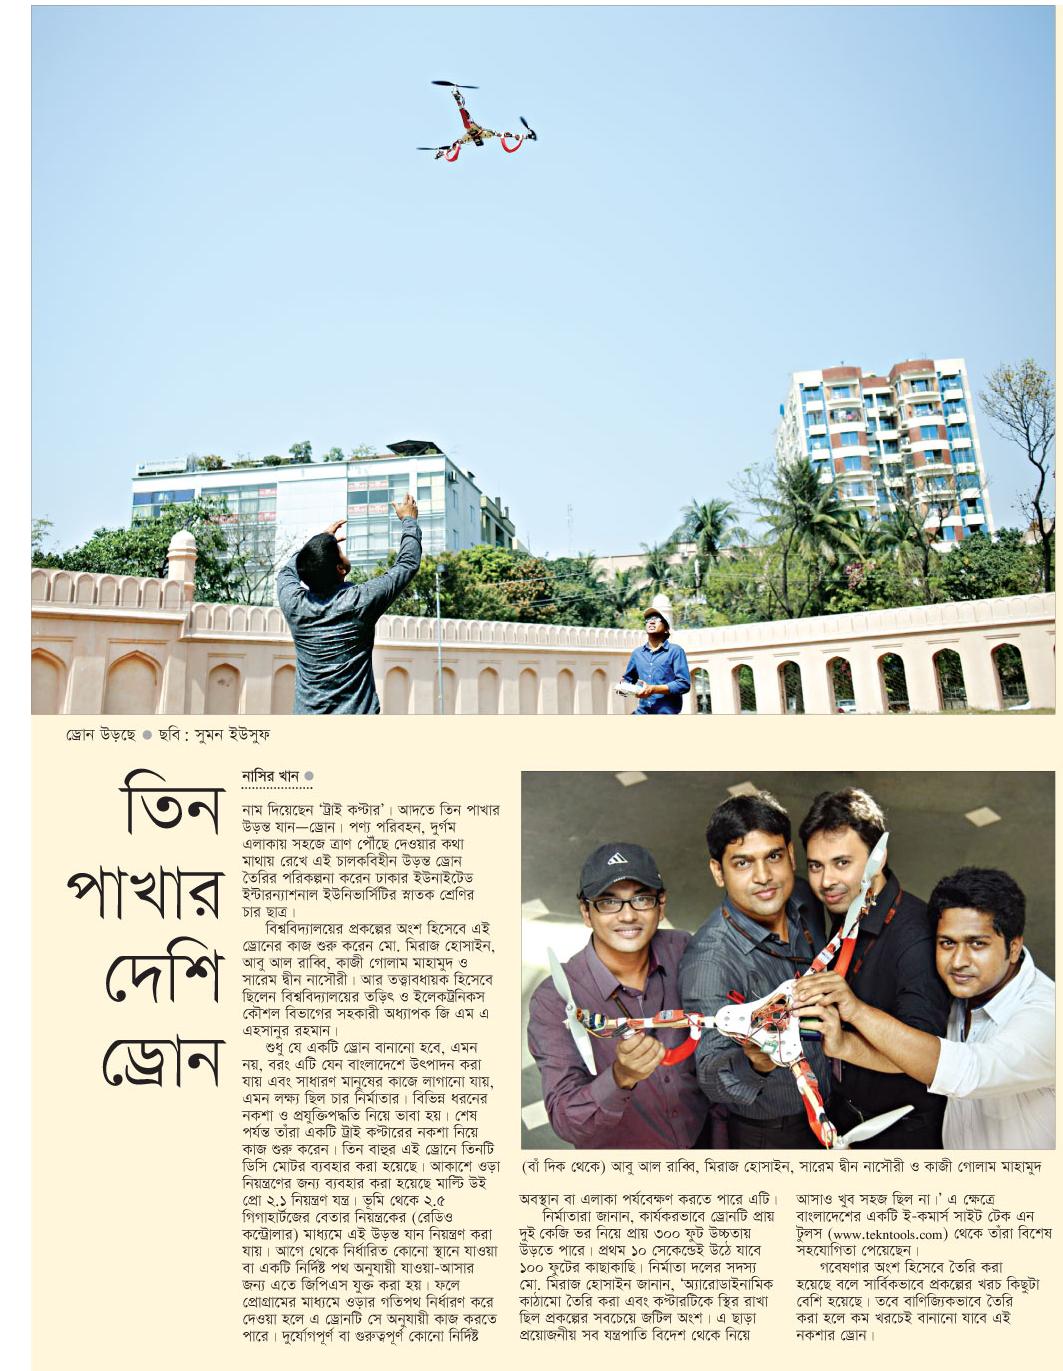 ড্রোন উড়ছে ● ছবি : সুমন ইউসুফ
তিন
পাখার
দেশি
ড্রোন
নাসির খান ●
নাম দিয়েছেন ‘ট্রাই কপ্টার’। আদতে তিন পাখার
উড়ন্ত যান—ড্রোন। পণ্য পরিবহন, দুর্গম
এলাকায় সহজে ত্রাণ পৌঁছে দেওয়ার কথা
মাথায় রেখে এই চালকবিহীন উড়ন্ত ড্রোন
তৈরির পরিকল্পনা করেন ঢাকার ইউনাইটেড
ইন্টারন্যাশনাল ইউনিভার্সিটির স্নাতক শ্রেণির
চার ছাত্র।
বিশ্ববিদ্যালয়ের প্রকল্পের অংশ হিসেবে এই
ড্রোনের কাজ শুরু করেন মো. মিরাজ হোসাইন,
আবু আল রাব্বি, কাজী গোলাম মাহামুদ ও
সারেম দ্বীন নাসৌরী। আর তত্ত্বাবধায়ক হিসেবে
ছিলেন বিশ্ববিদ্যালয়ের তড়িৎ ও ইলেকট্রনিকস
কৌশল বিভাগের সহকারী অধ্যাপক জি এম এ
এহসানুর রহমান।
শুধু যে একটি ড্রোন বানানো হবে, এমন
নয়, বরং এটি যেন বাংলাদেশে উৎপাদন করা
যায় এবং সাধারণ মানুষের কাজে লাগানো যায়,
এমন লক্ষ্য ছিল চার নির্মাতার। বিভিন্ন ধরনের
নকশা ও প্রযুক্তিপদ্ধতি নিয়ে ভাবা হয়। শেষ
পর্যন্ত তাঁরা একটি ট্রাই কপ্টারের নকশা নিয়ে
কাজ শুরু করেন। তিন বাহুর এই ড্রোনে তিনটি
ডিসি মোটর ব্যবহার করা হয়েছে। আকাশে ওড়া
নিয়ন্ত্রণের জন্য ব্যবহার করা হয়েছে মাল্টি উই
প্রো ২.১ নিয়ন্ত্রণ যন্ত্র। ভূমি থেকে ২.৫
গিগাহার্টজের বেতার নিয়ন্ত্রকের (রেডিও
কন্ট্রোলার) মাধ্যমে এই উড়ন্ত যান নিয়ন্ত্রণ করা
যায়। আগে থেকে নির্ধারিত কোনো স্থানে যাওয়া
বা একটি নির্দিষ্ট পথ অনুযায়ী যাওয়া-আসার
জন্য এতে জিপিএস যুক্ত করা হয়। ফলে
প্রোগ্রামের মাধ্যমে ওড়ার গতিপথ নির্ধারণ করে
দেওয়া হলে এ ড্রোনটি সে অনুযায়ী কাজ করতে
পারে। দুর্যোগপূর্ণ বা গুরুত্বপূর্ণ কোনো নির্দিষ্ট
(বাঁ দিক থেকে) আবু আল রাব্বি, মিরাজ হোসাইন, সারেম দ্বীন নাসৌরী ও কাজী গোলাম মাহামুদ
অবস্থান বা এলাকা পর্যবেক্ষণ করতে পারে এটি।
নির্মাতারা জানান, কার্যকরভাবে ড্রোনটি প্রায়
দুই কেজি ভর নিয়ে প্রায় ৩০০ ফুট উচ্চতায়
উড়তে পারে। প্রথম ১০ সেকেন্ডেই উঠে যাবে
১০০ ফুটের কাছাকাছি। নির্মাতা দলের সদস্য
মো. মিরাজ হোসাইন জানান, ‘অ্যারোডাইনামিক
কাঠামো তৈরি করা এবং কপ্টারটিকে স্থির রাখা
ছিল প্রকল্পের সবচেয়ে জটিল অংশ। এ ছাড়া
প্রয়োজনীয় সব যন্ত্রপাতি বিদেশ থেকে নিয়ে
আসাও খুব সহজ ছিল না।’ এ ক্ষেত্রে
বাংলাদেশের একটি ই-কমার্স সাইট টেক এন
টুলস (www.tekntools.com) থেকে তাঁরা বিশেষ
সহযোগিতা পেয়েছেন।
গবেষণার অংশ হিসেবে তৈরি করা
হয়েছে বলে সার্বিকভাবে প্রকল্পের খরচ কিছুটা
বেশি হয়েছে। তবে বাণিজ্যিকভাবে তৈরি
করা হলে কম খরচেই বানানো যাবে এই
নকশার ড্রোন।